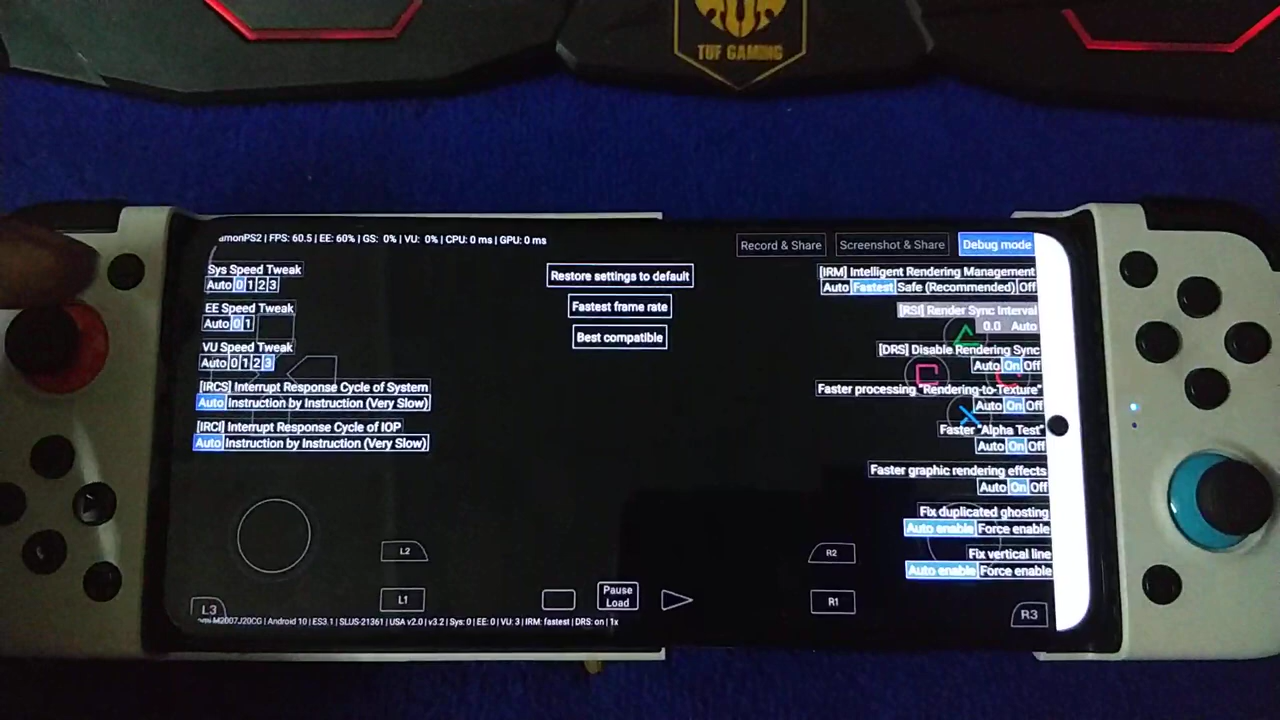 TUF GAMING
amonPS2 | FPS: 60.5 | EE: 60% | GS: 0% | VU: 0% | CPU: 0 ms | GPU: 0 ms
Record & Share
Screenshot & Share
Debug mode
Sys Speed Tweak
Auto 0 1 2 3
EE Speed Tweak
Auto 0 1
VU Speed Tweak
Auto 0 1 2 3
[IRCS] Interrupt Response Cycle of System
Auto Instruction by Instruction (Very Slow)
[IRCI] Interrupt Response Cycle of IOP
Auto Instruction by Instruction (Very Slow)
Restore settings to default
Fastest frame rate
Best compatible
[IRM] Intelligent Rendering Management
Auto Fastest Safe (Recommended) Off
[RSI] Render Sync Interval
0.0 Auto
[DRS] Disable Rendering Sync
Auto On Off
Faster processing "Rendering-to-Texture"
Auto On Off
Faster "Alpha Test"
Auto On Off
Faster graphic rendering effects
Auto On Off
Fix duplicated ghosting
Auto enable Force enable
Fix vertical line
Auto enable Force enable
L2
R2
L3
L1
Pause
Load
R1
R3
M2007J20CG | Android 10 | ES3.1 | SLUS-21361 | USA v2.0 | v3.2 | Sys: 0 | EE: 0 | VU: 3 | IRM: fastest | DRS: on | 1x